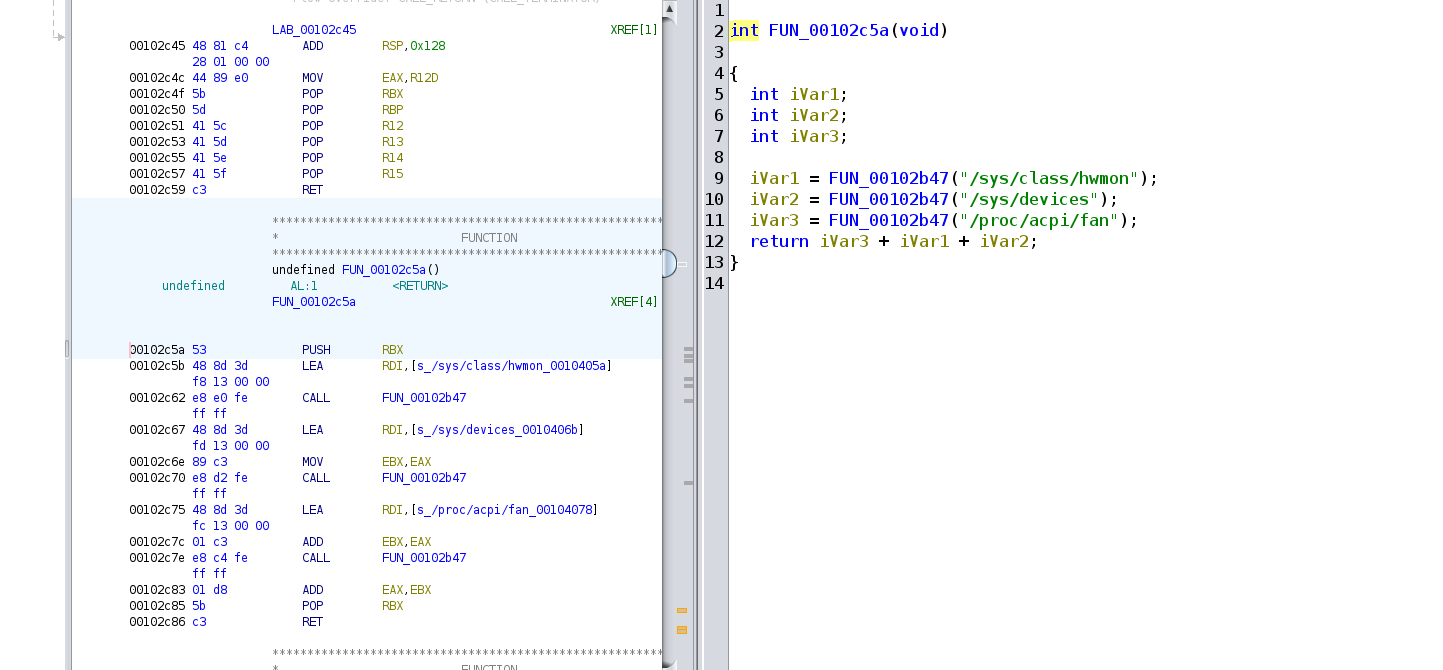 LAB_00102c45 XREF[1]
00102c45 48 81 c4 ADD RSP,0x128
28 01 00 00
00102c4c 44 89 e0 MOV EAX,R12D
00102c4f 5b POP RBX
00102c50 5d POP RBP
00102c51 41 5c POP R12
00102c53 41 5d POP R13
00102c55 41 5e POP R14
00102c57 41 5f POP R15
00102c59 c3 RET
*******************************************************
* FUNCTION
*******************************************************
undefined FUN_00102c5a()
undefined AL:1 <RETURN>
FUN_00102c5a XREF[4]
00102c5a 53 PUSH RBX
00102c5b 48 8d 3d LEA RDI,[s_/sys/class/hwmon_0010405a]
f8 13 00 00
00102c62 e8 e0 fe CALL FUN_00102b47
ff ff
00102c67 48 8d 3d LEA RDI,[s_/sys/devices_0010406b]
fd 13 00 00
00102c6e 89 c3 MOV EBX,EAX
00102c70 e8 d2 fe CALL FUN_00102b47
ff ff
00102c75 48 8d 3d LEA RDI,[s_/proc/acpi/fan_00104078]
fc 13 00 00
00102c7c 01 c3 ADD EBX,EAX
00102c7e e8 c4 fe CALL FUN_00102b47
ff ff
00102c83 01 d8 ADD EAX,EBX
00102c85 5b POP RBX
00102c86 c3 RET
*******************************************************
* FUNCTION
1
2 int FUN_00102c5a(void)
3
4 {
5 int iVar1;
6 int iVar2;
7 int iVar3;
8
9 iVar1 = FUN_00102b47("/sys/class/hwmon");
10 iVar2 = FUN_00102b47("/sys/devices");
11 iVar3 = FUN_00102b47("/proc/acpi/fan");
12 return iVar3 + iVar1 + iVar2;
13 }
14